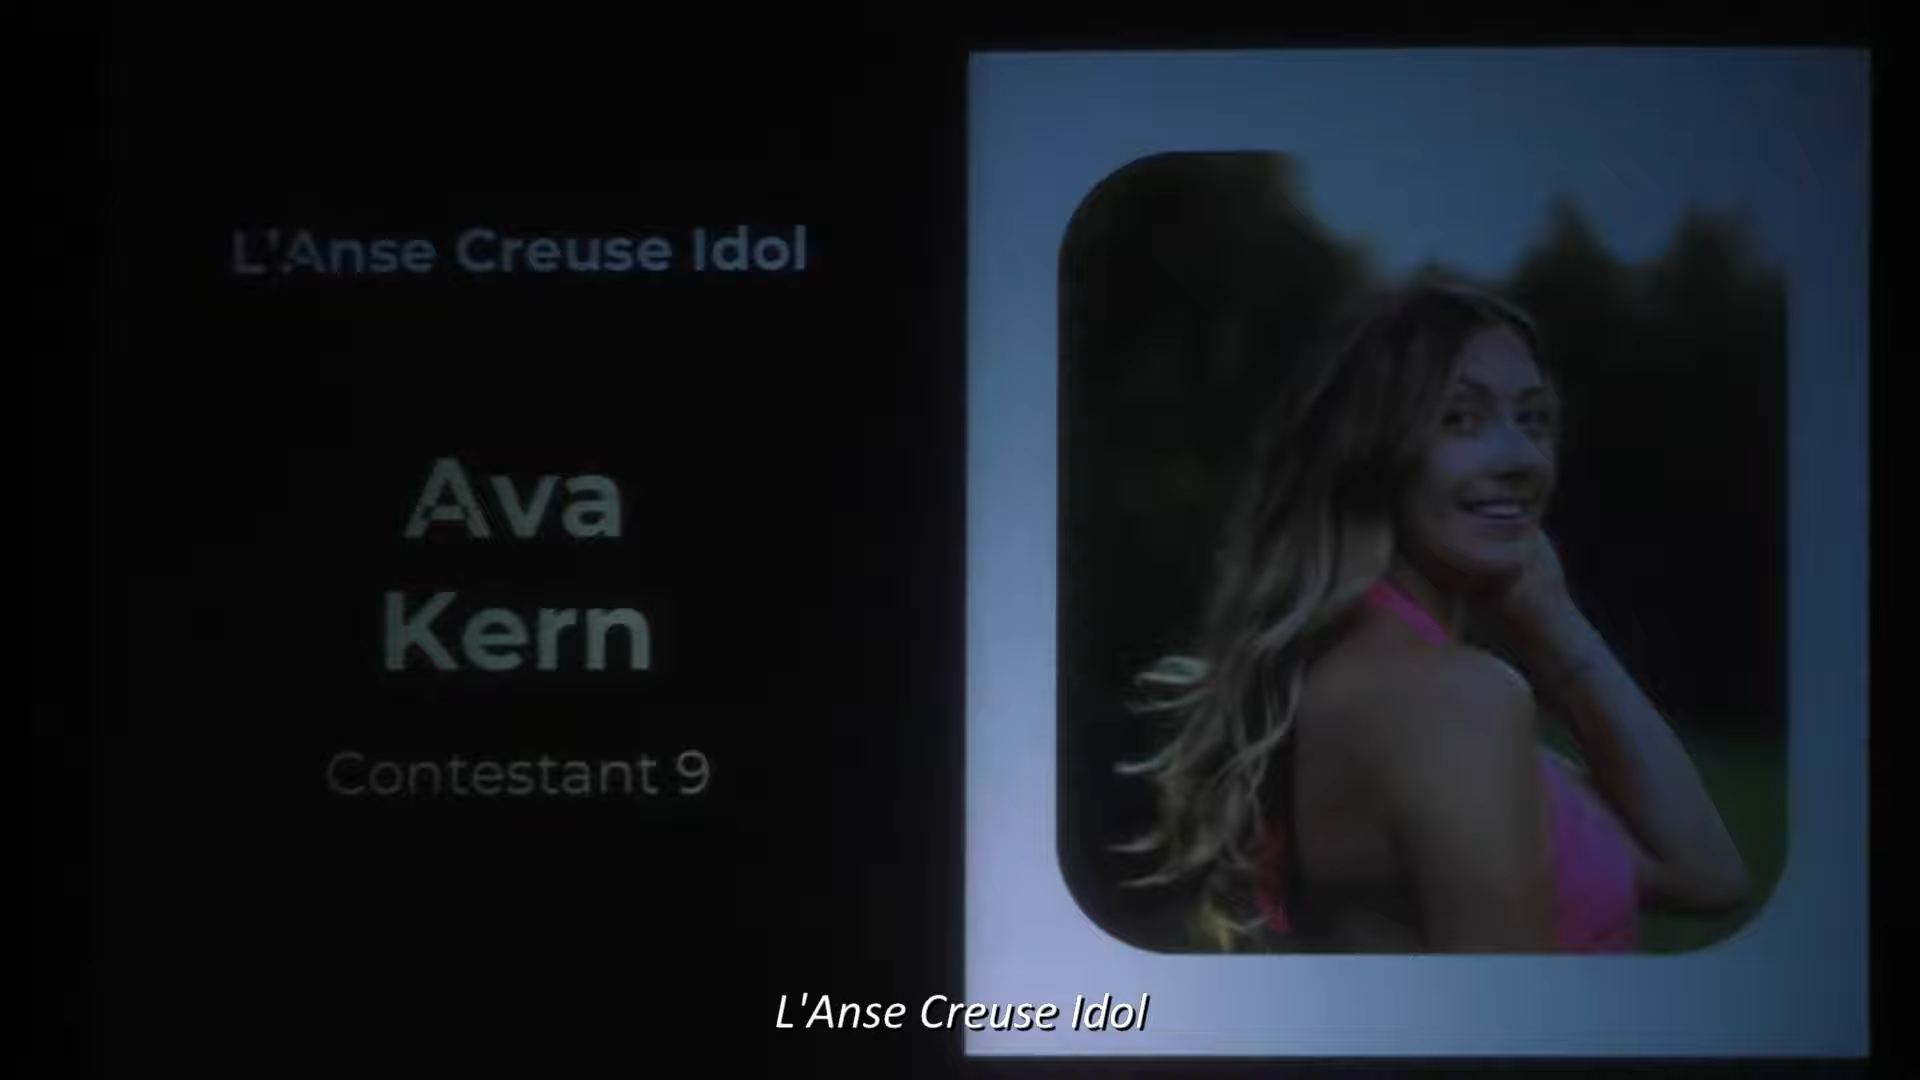 L'Anse Creuse Idol
Ava
Kern
Contestant 9
L'Anse Creuse Idol